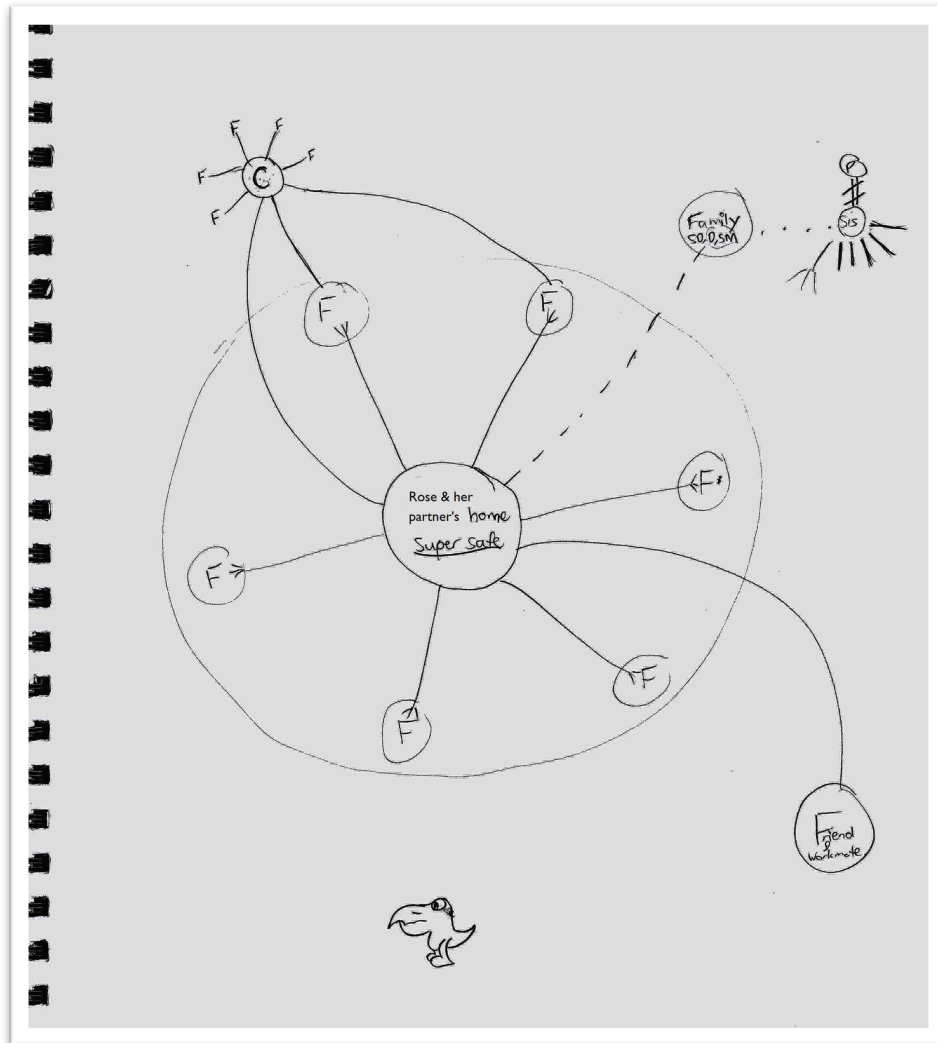 F
F
F
F
F
C
P
Sis
Family
SO, D, SM
F
F
Rose & her
partner's home
Super safe
F
F
F
F
Friend
&
Workmate